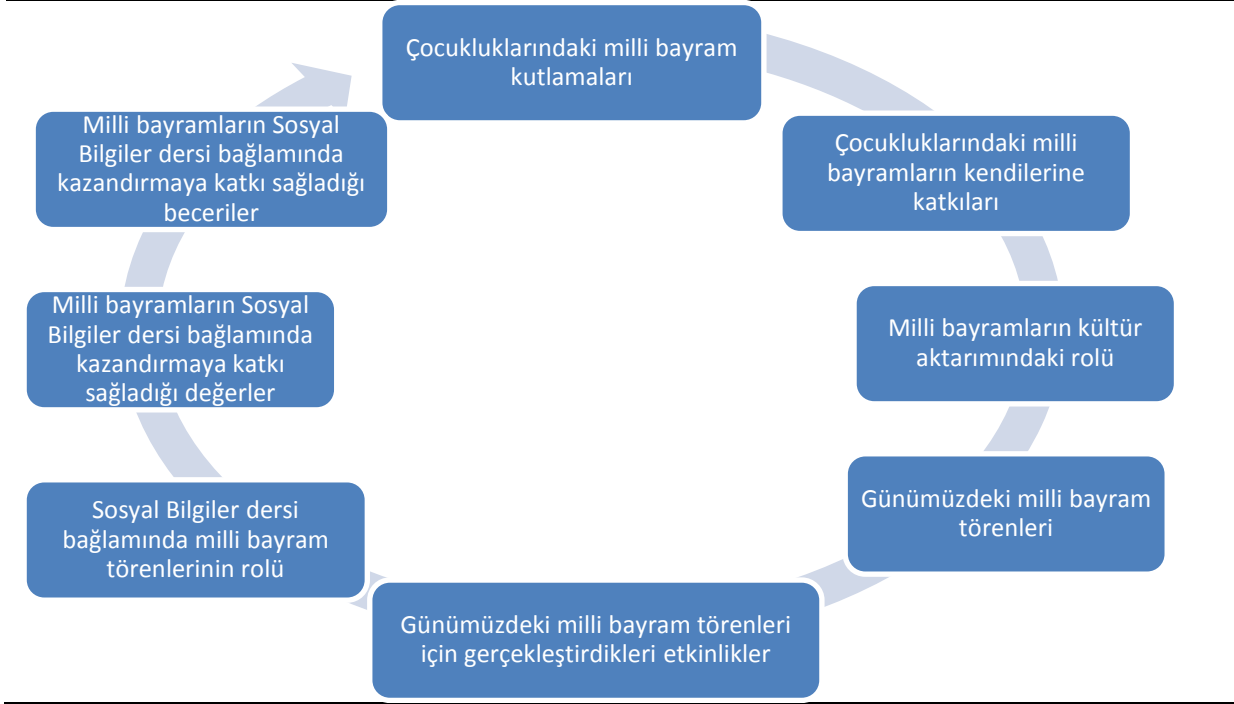 Çocukluklarındaki milli bayram
kutlamaları
Çocukluklarındaki milli
bayramların kendilerine
katkıları
Milli bayramların kültür
aktarımındaki rolü
Günümüzdeki milli bayram
törenleri
Günümüzdeki milli bayram törenleri
için gerçekleştirdikleri etkinlikler
Sosyal Bilgiler dersi
bağlamında milli bayram
törenlerinin rolü
Milli bayramların Sosyal
Bilgiler dersi bağlamında
kazandırmaya katkı
sağladığı değerler
Milli bayramların Sosyal
Bilgiler dersi bağlamında
kazandırmaya katkı sağladığı
beceriler